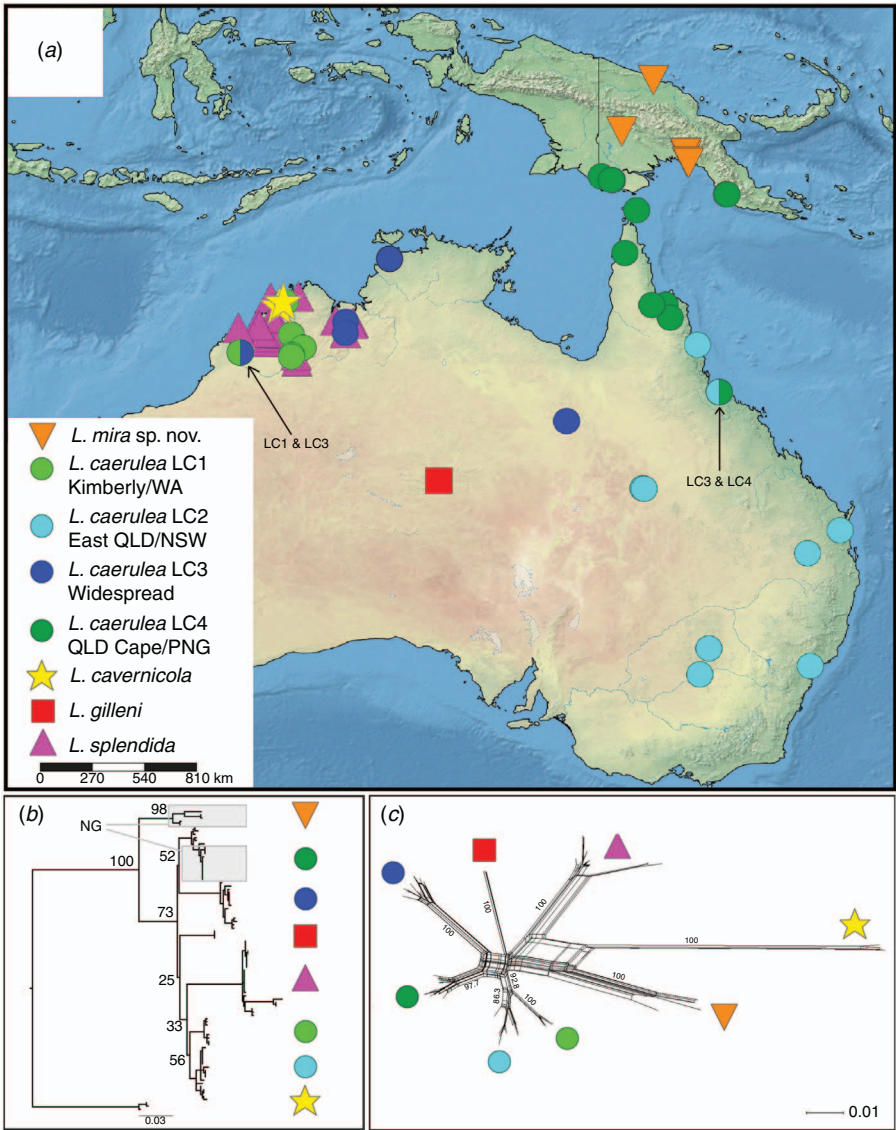 (a)
LC1 & LC3
LC3 & LC4
L. mira sp. nov.
L. caerulea LC1
Kimberly/WA
L. caerulea LC2
East QLD/NSW
L. caerulea LC3
Widespread
L. caerulea LC4
QLD Cape/PNG
L. cavernicola
L. gilleni
L. splendida
0 270 540 810 km
(b)
98
NG
52
100
73
25
33
56
0.03
(c)
100
100
100
100
100
97.7
92.8
86.3
100
0.01